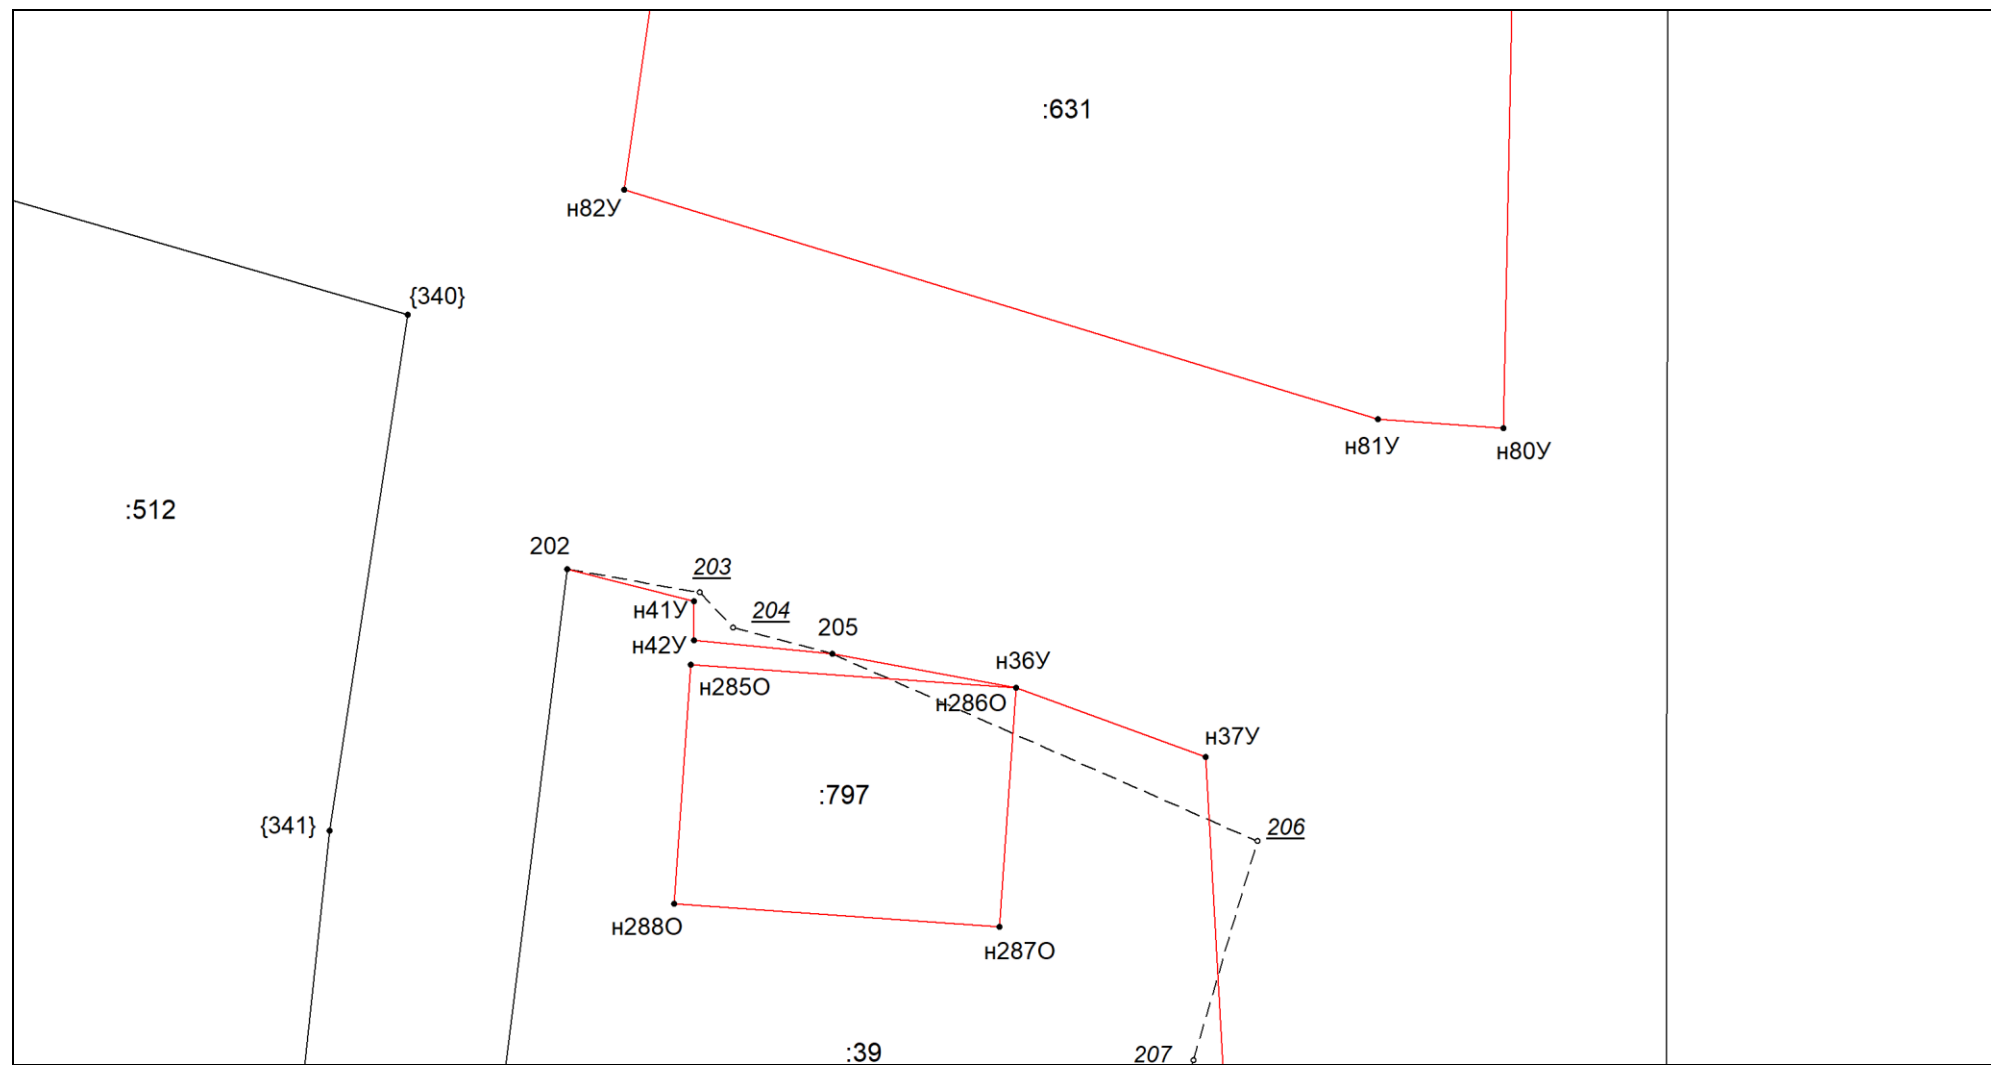 :631
н82У
{340}
н81У
н80У
:512
202
203
н41У
204
205
н42У
н36У
н285О
н286О
н37У
:797
{341}
206
н288О
н287О
:39
207